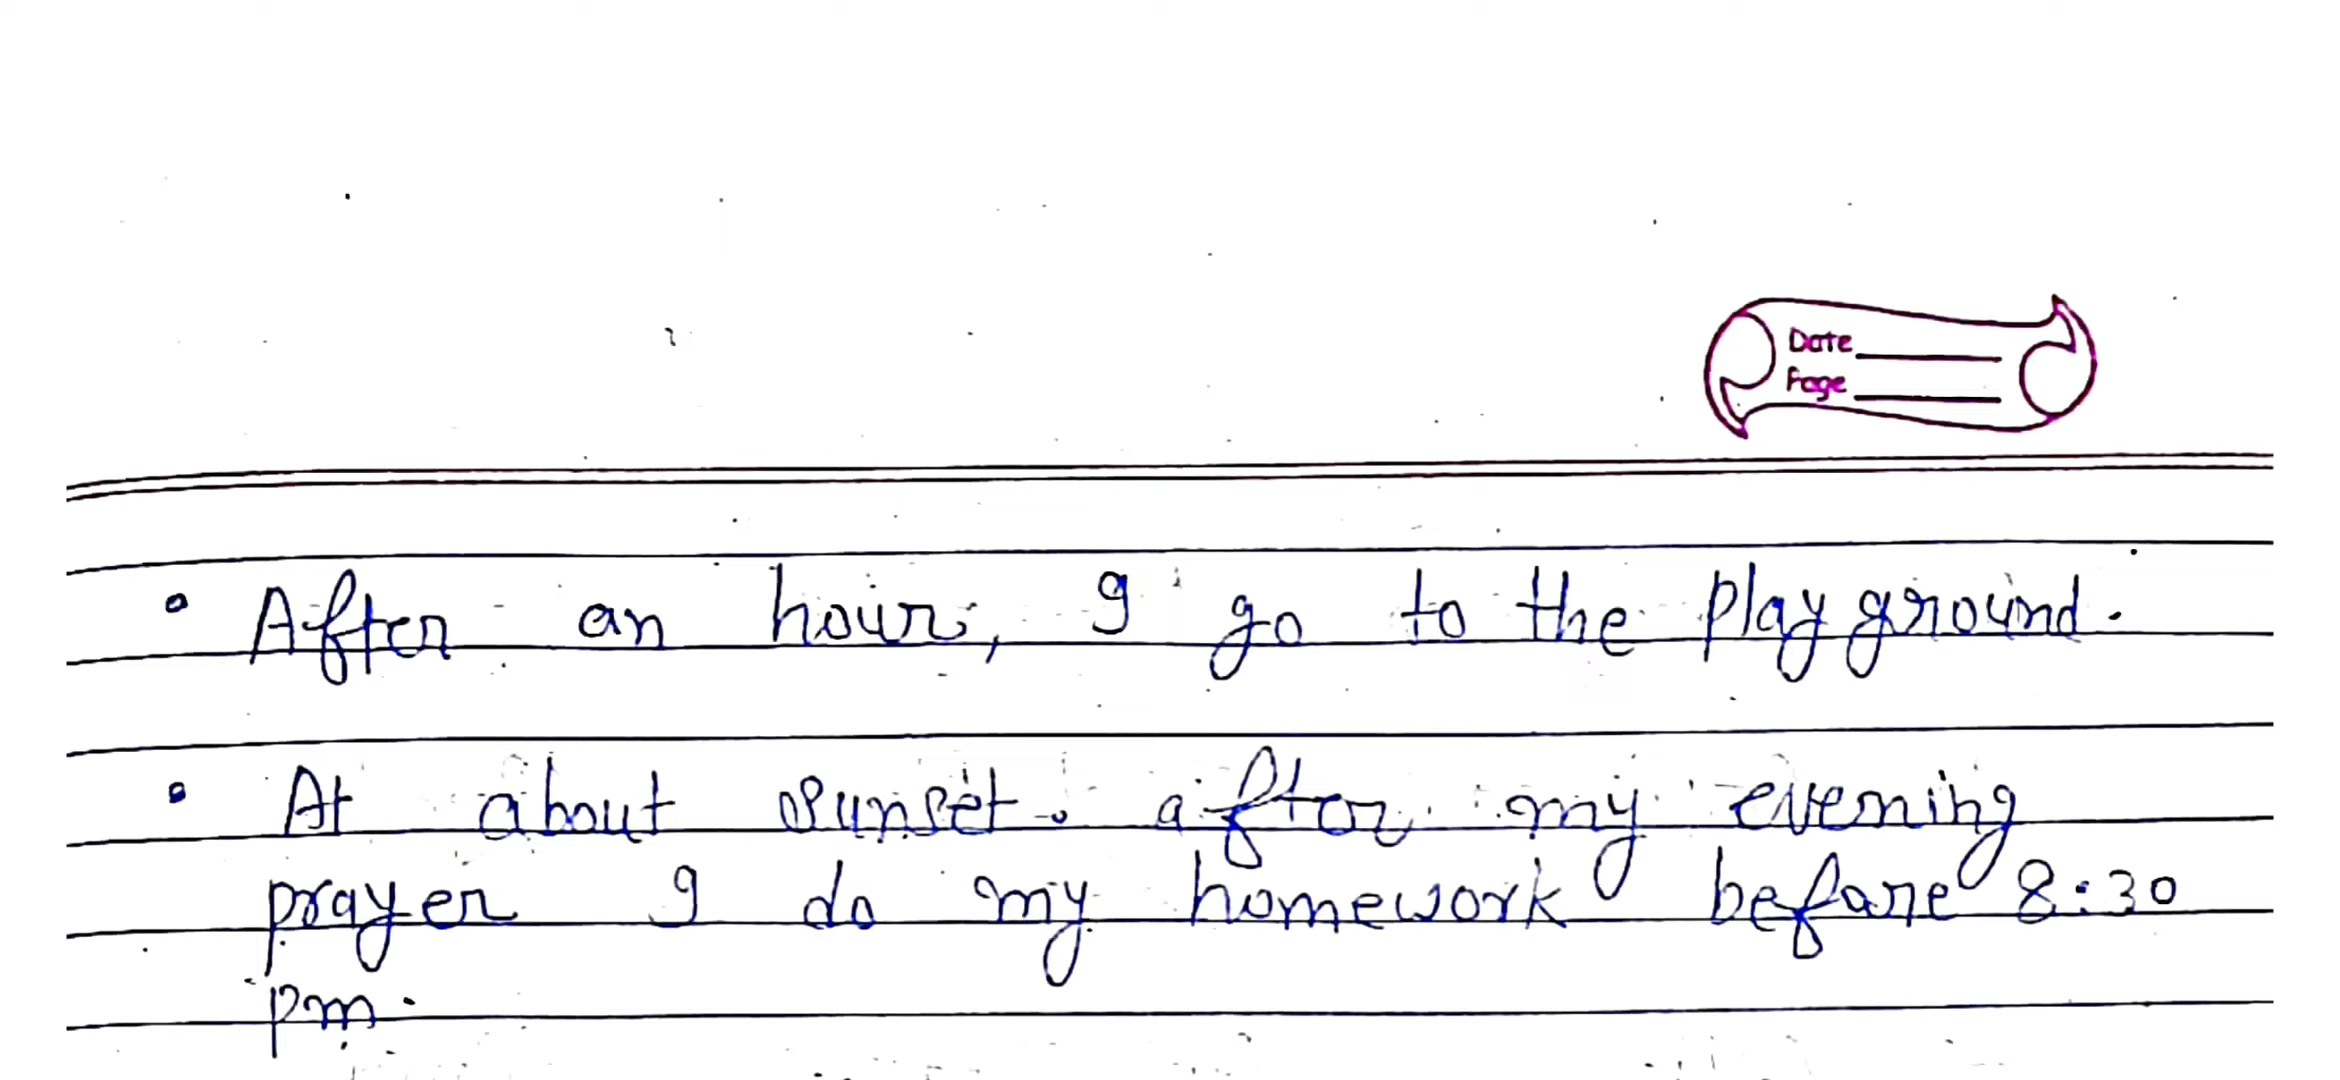 Date
Page
• After an hour, I go to the playground.
• At about sunset. after my evening
prayer I do my homework before 8:30
pm.